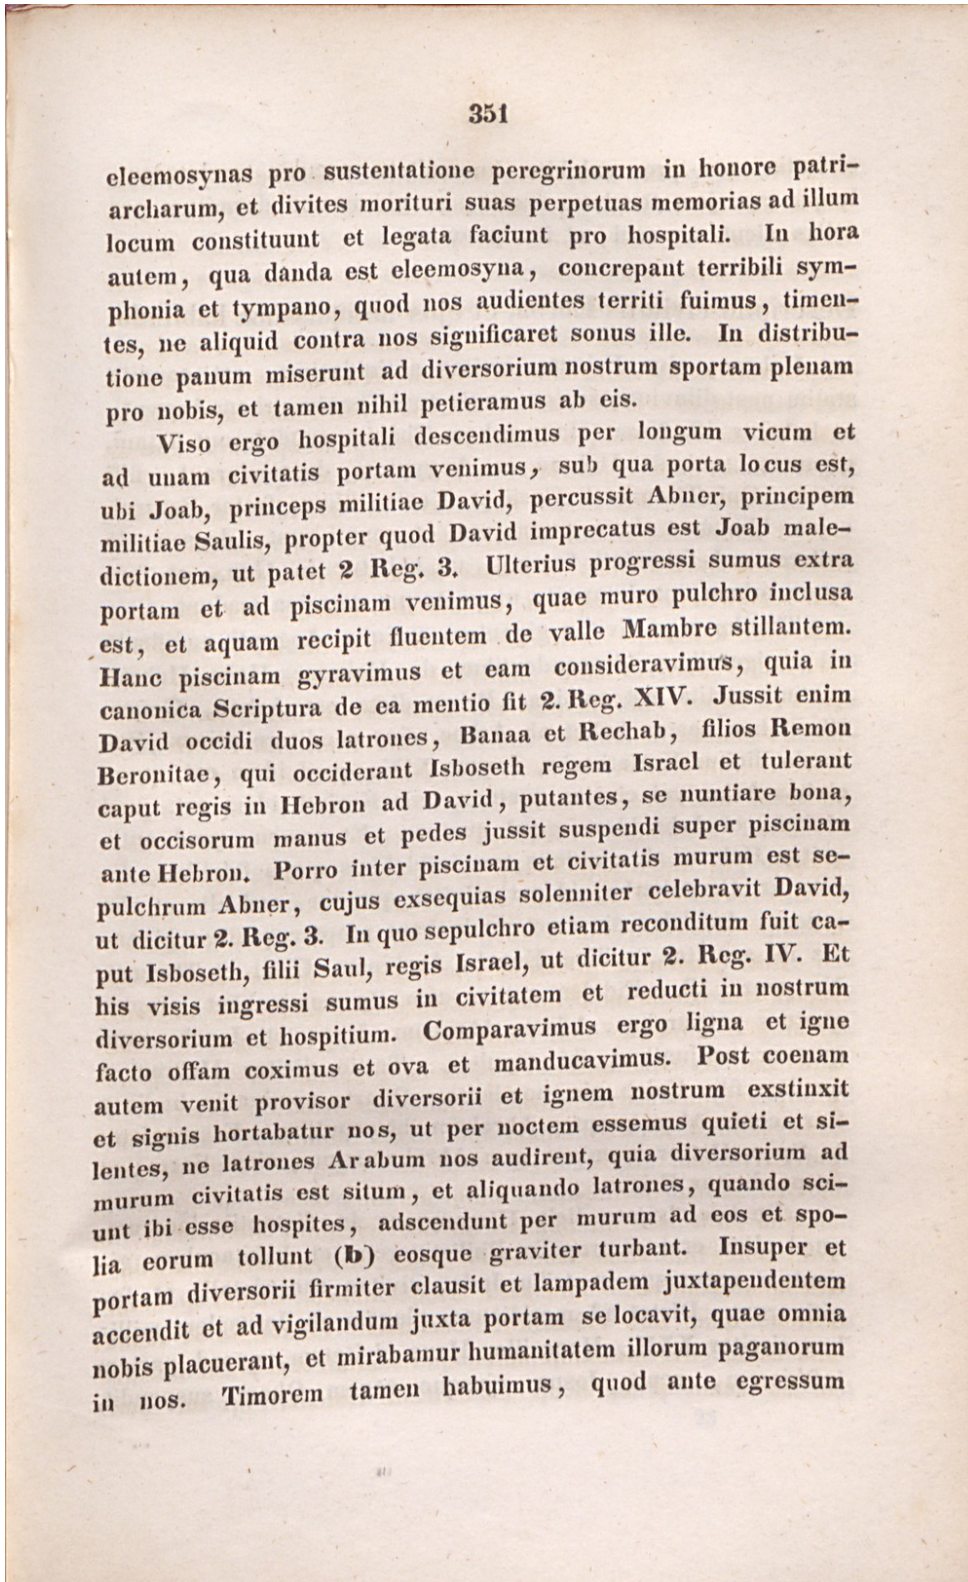 351
eleemosynas pro sustentatione peregrinorum in honore patri-
archarum, et divites morituri suas perpetuas memorias ad illum
locum constituunt et legata faciunt pro hospitali. In hora
autem, qua danda est eleemosyna, concrepant terribili sym-
phonia et tympano, quod nos audientes territi fuimus, timen-
tes, ne aliquid contra nos significaret sonus ille. In distribu-
tione panum miserunt ad diversorium nostrum sportam plenam
pro nobis, et tamen nihil petieramus ab eis.
Viso ergo hospitali descendimus per longum vicum et
ad unam civitatis portam venimus, sub qua porta locus est,
ubi Joab, princeps militiae David, percussit Abner, principem
militiae Saulis, propter quod David imprecatus est Joab male-
dictionem, ut patet 2 Reg. 3. Ulterius progressi sumus extra
portam et ad piscinam venimus, quae muro pulchro inclusa
est, et aquam recipit fluentem de valle Mambre stillantem.
Hanc piscinam gyravimus et eam consideravimus, quia in
canonica Scriptura de ea mentio fit 2. Reg. XIV. Jussit enim
David occidi duos latrones, Banaa et Rechab, filios Remon
Beronitae, qui occiderant Isboseth regem Israel et tulerant
caput regis in Hebron ad David, putantes, se nuntiare bona,
et occisorum manus et pedes jussit suspendi super piscinam
ante Hebron. Porro inter piscinam et civitatis murum est se-
pulchrum Abner, cujus exsequias solenniter celebravit David,
ut dicitur 2. Reg. 3. In quo sepulchro etiam reconditum fuit ca-
put Isboseth, filii Saul, regis Israel, ut dicitur 2. Reg. IV. Et
his visis ingressi sumus in civitatem et reducti in nostrum
diversorium et hospitium. Comparavimus ergo ligna et igne
facto offam coximus et ova et manducavimus. Post coenam
autem venit provisor diversorii et ignem nostrum exstinxit
et signis hortabatur nos, ut per noctem essemus quieti et si-
lentes, ne latrones Arabum nos audirent, quia diversorium ad
murum civitatis est situm, et aliquando latrones, quando sci-
unt ibi esse hospites, adscendunt per murum ad eos et spo-
lia eorum tollunt (b) eosque graviter turbant. Insuper et
portam diversorii firmiter clausit et lampadem juxtapendentem
accendit et ad vigilandum juxta portam se locavit, quae omnia
nobis placuerant, et mirabamur humanitatem illorum paganorum
in nos. Timorem tamen habuimus, quod ante egressum